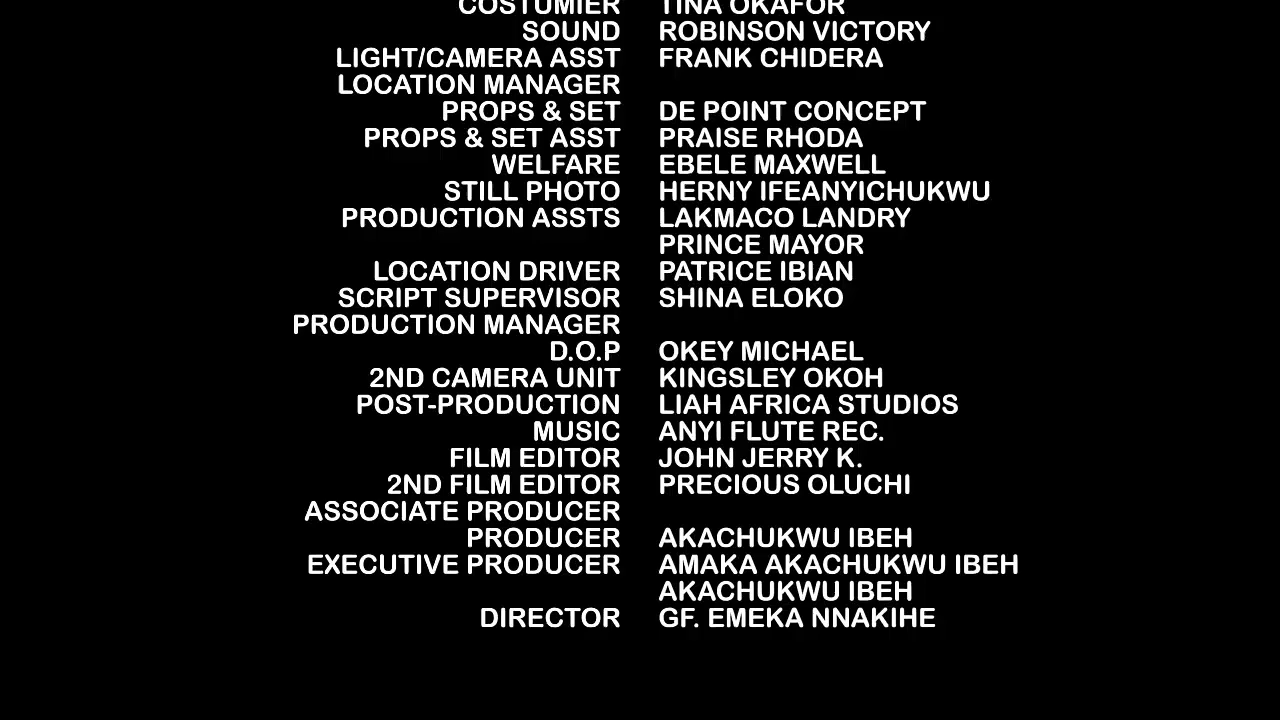 COSTUMIER TINA OKAFOR
SOUND ROBINSON VICTORY
LIGHT/CAMERA ASST FRANK CHIDERA
LOCATION MANAGER
PROPS & SET DE POINT CONCEPT
PROPS & SET ASST PRAISE RHODA
WELFARE EBELE MAXWELL
STILL PHOTO HERNY IFEANYICHUKWU
PRODUCTION ASSTS LAKMACO LANDRY
PRINCE MAYOR
LOCATION DRIVER PATRICE IBIAN
SCRIPT SUPERVISOR SHINA ELOKO
PRODUCTION MANAGER
D.O.P OKEY MICHAEL
2ND CAMERA UNIT KINGSLEY OKOH
POST-PRODUCTION LIAH AFRICA STUDIOS
MUSIC ANYI FLUTE REC.
FILM EDITOR JOHN JERRY K.
2ND FILM EDITOR PRECIOUS OLUCHI
ASSOCIATE PRODUCER
PRODUCER AKACHUKWU IBEH
EXECUTIVE PRODUCER AMAKA AKACHUKWU IBEH
AKACHUKWU IBEH
DIRECTOR GF. EMEKA NNAKIHE